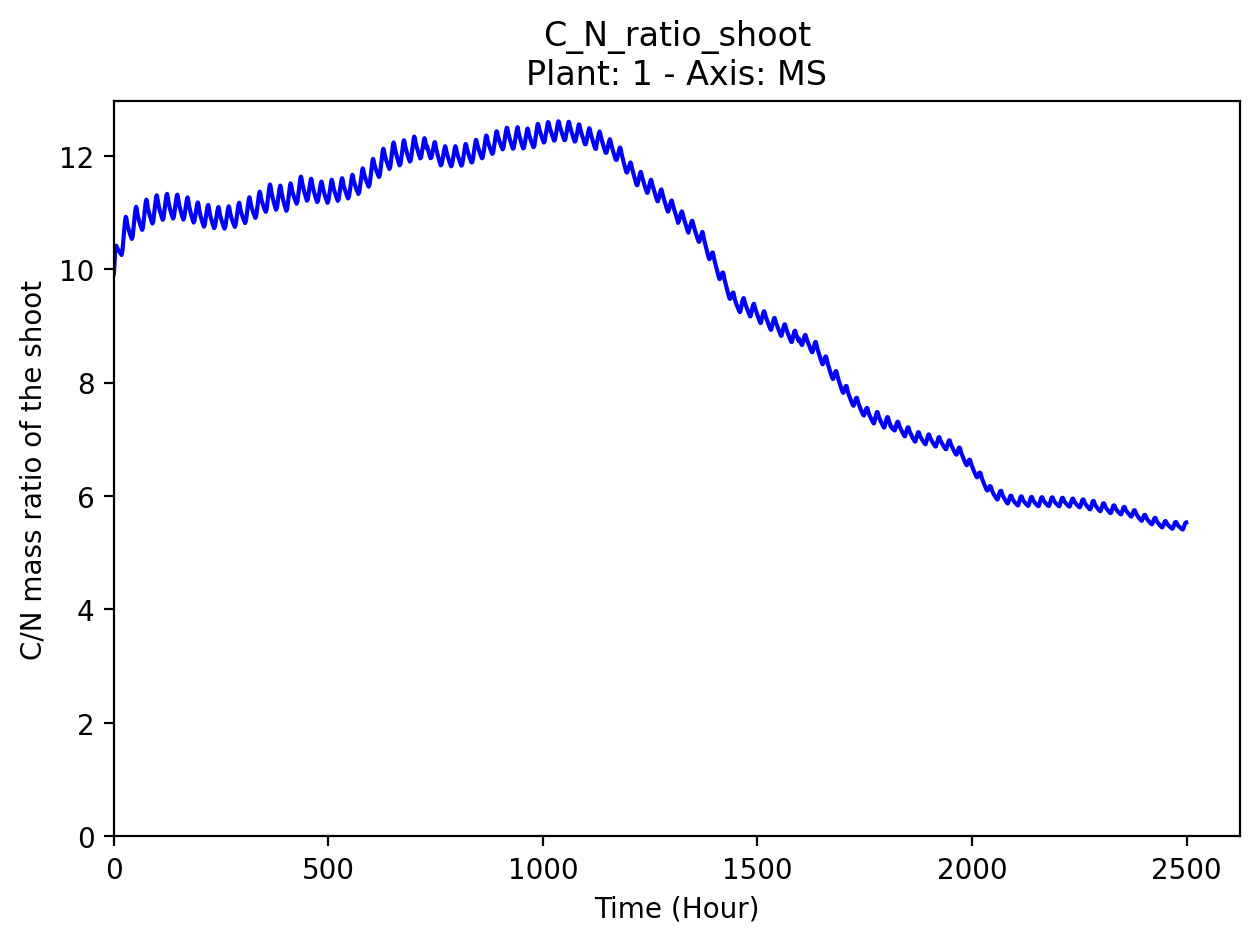 C_N_ratio_shoot
Plant: 1 - Axis: MS
C/N mass ratio of the shoot
12
10
8
6
4
2
0
0 500 1000 1500 2000 2500
Time (Hour)